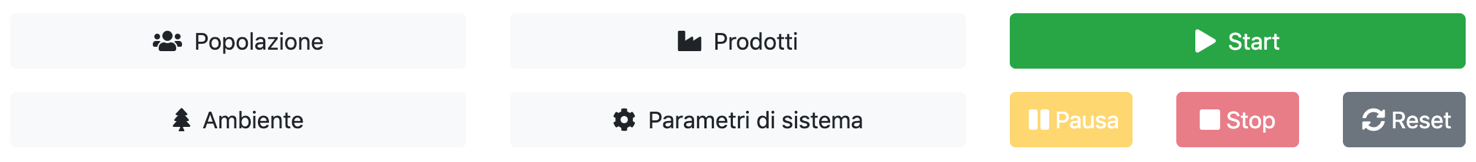 Popolazione
Prodotti
Start
Ambiente
Parametri di sistema
Pausa
Stop
Reset